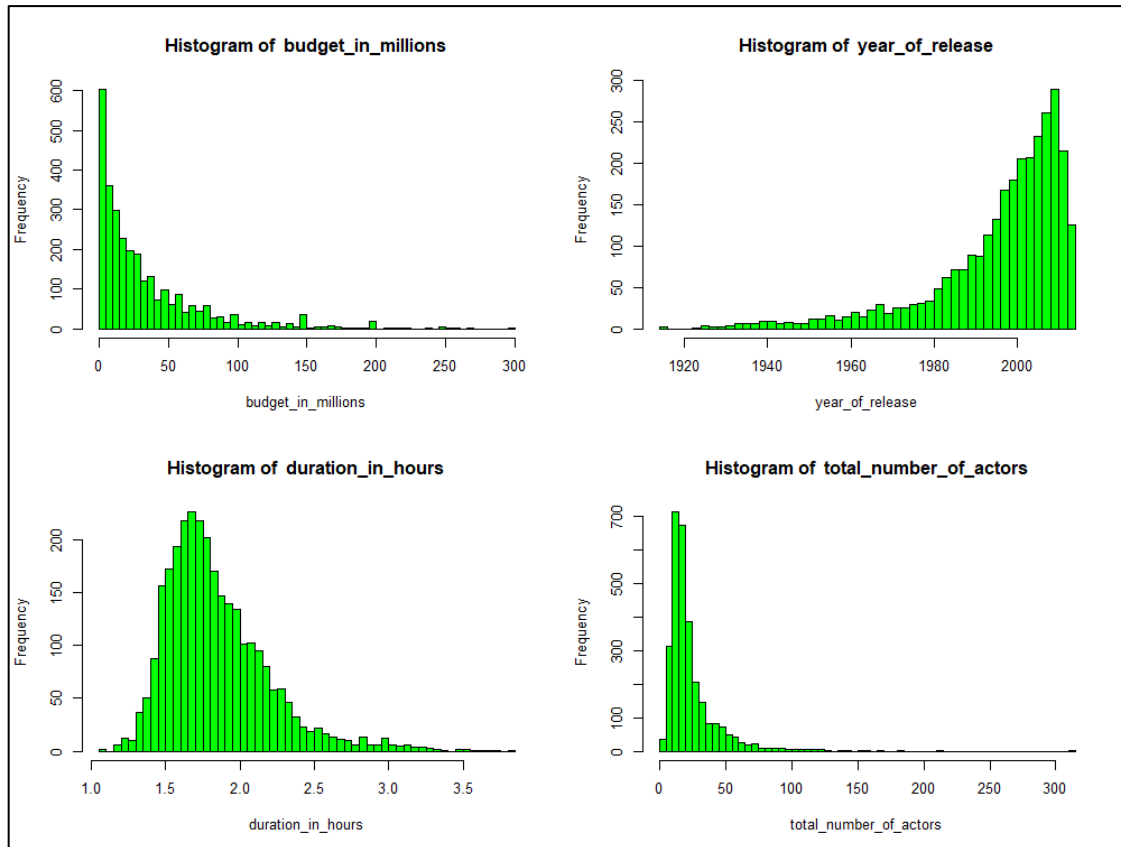 Histogram of budget_in_millions
Frequency
0 100 200 300 400 500 600
0 50 100 150 200 250 300
budget_in_millions
Histogram of year_of_release
Frequency
0 50 100 150 200 250 300
1920 1940 1960 1980 2000
year_of_release
Histogram of duration_in_hours
Frequency
0 50 100 150 200
1.0 1.5 2.0 2.5 3.0 3.5
duration_in_hours
Histogram of total_number_of_actors
Frequency
0 100 300 500 700
0 50 100 150 200 250 300
total_number_of_actors